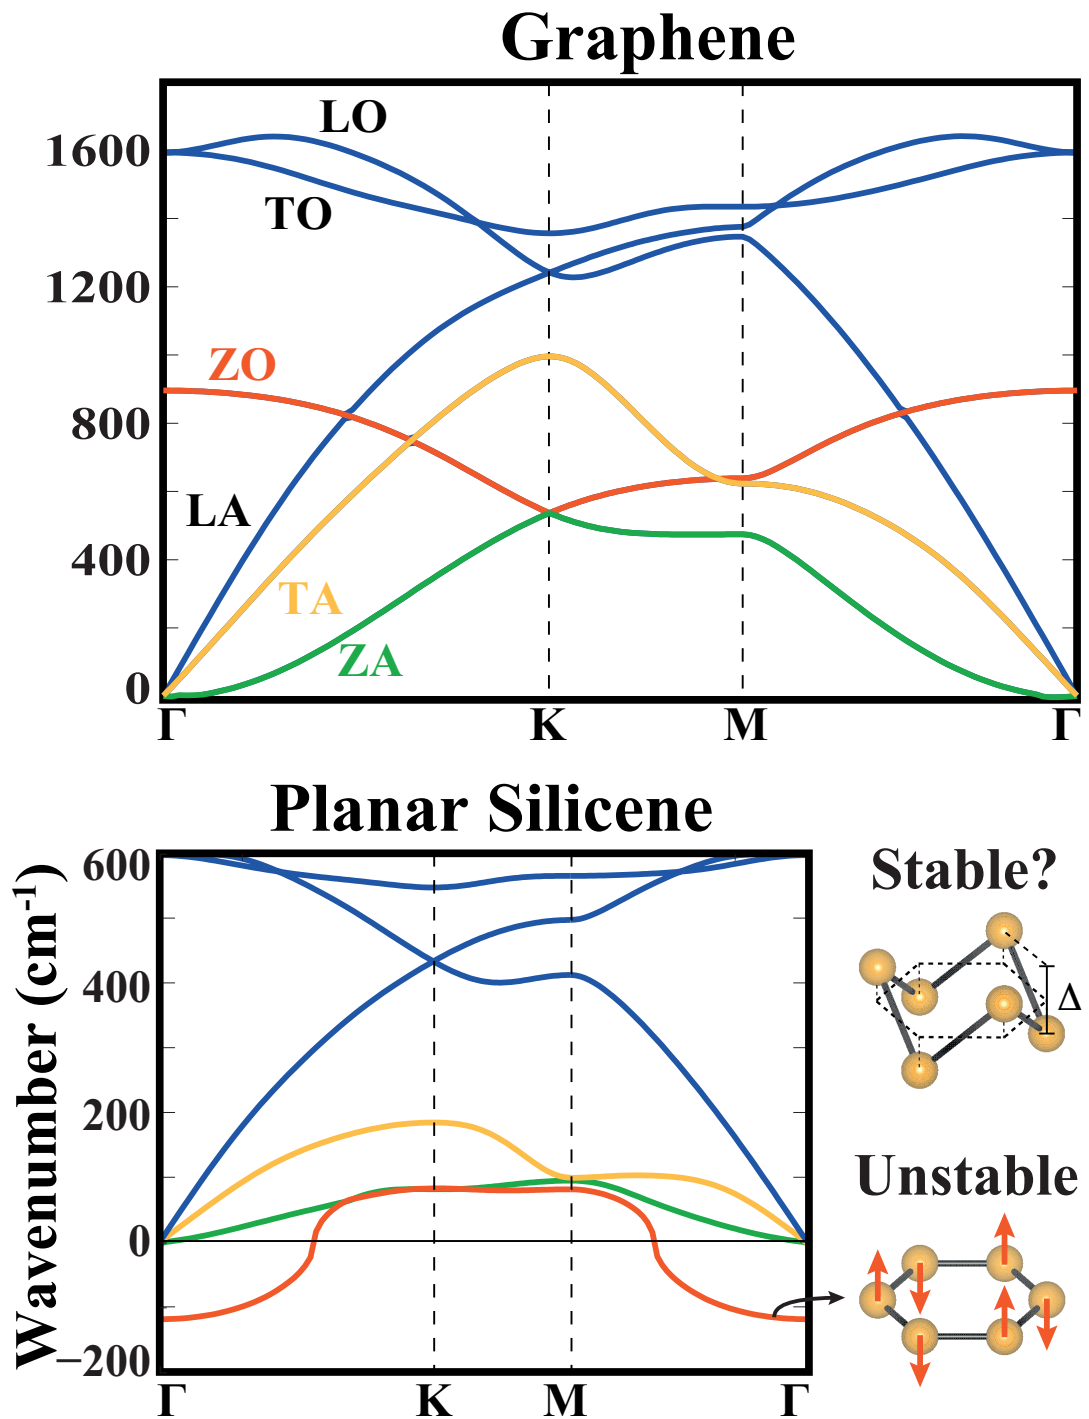 Graphene
LO
1600
TO
1200
ZO
800
LA
400
TA
ZA
0
Γ K M Γ
Planar Silicene
Wavenumber (cm-1)
600
400
200
0
−200
Γ K M Γ
Stable?
Δ
Unstable